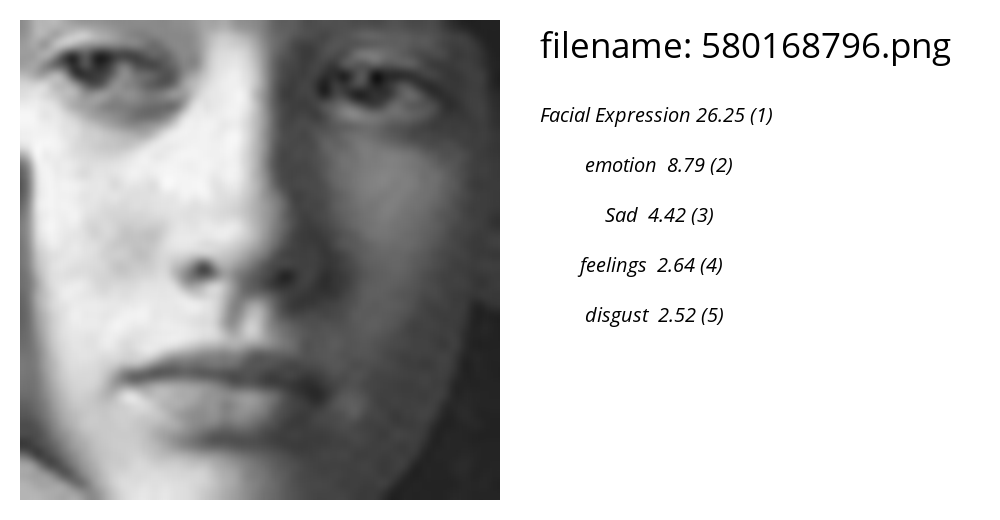 filename: 580168796.png
Facial Expression 26.25 (1)
emotion 8.79 (2)
Sad 4.42 (3)
feelings 2.64 (4)
disgust 2.52 (5)